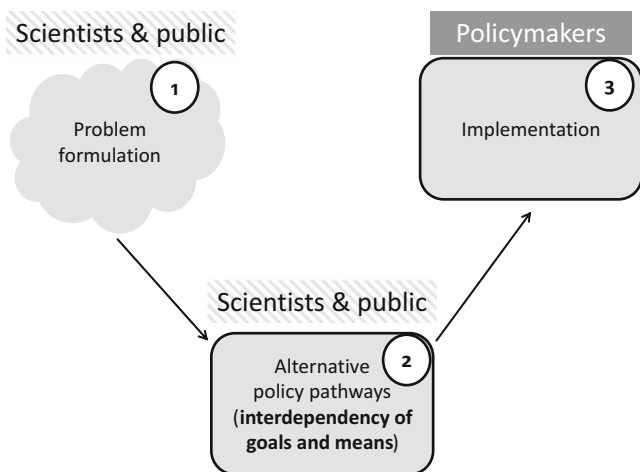 Scientists & public
1
Problem
formulation
Policymakers
3
Implementation
Scientists & public
2
Alternative
policy pathways
(interdependency of
goals and means)